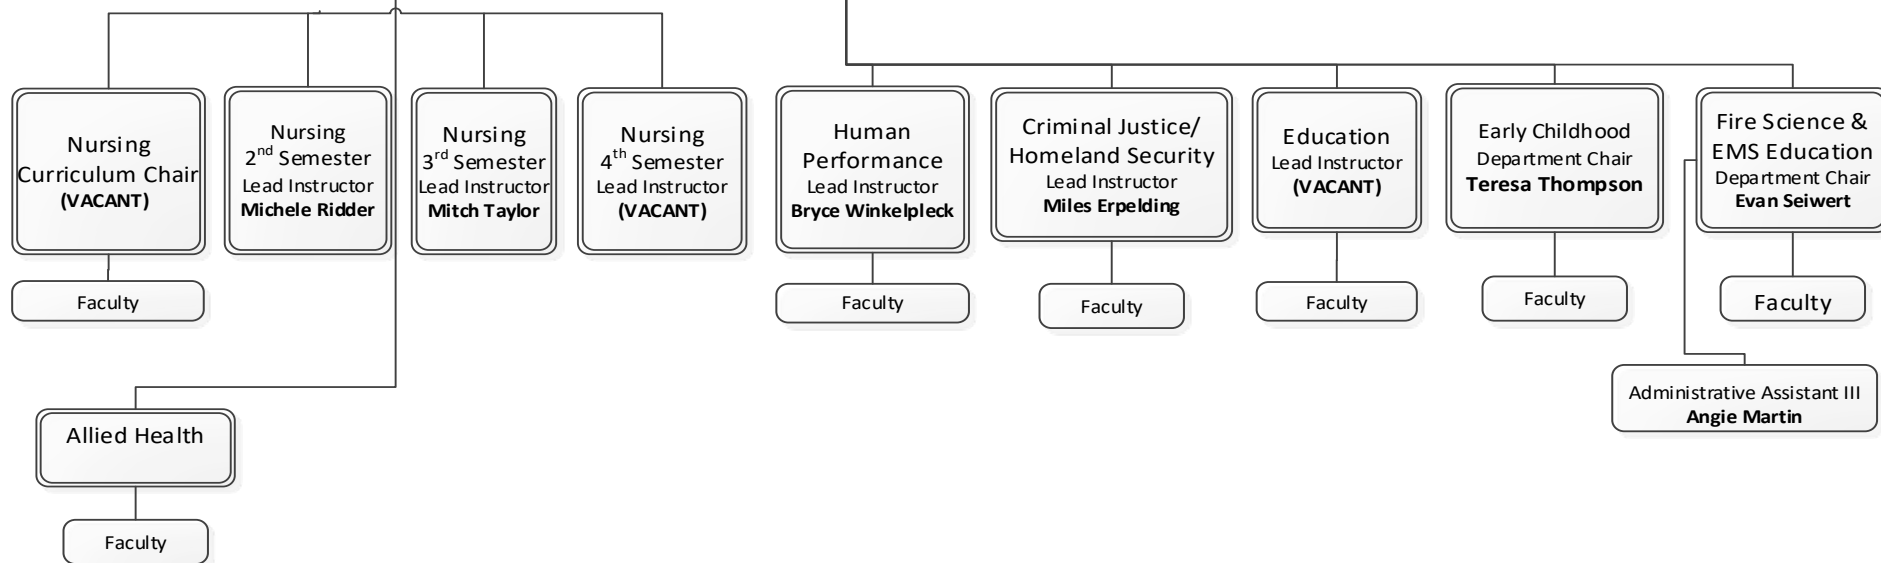 Nursing
Curriculum Chair
(VACANT)
Faculty
Nursing
2nd Semester
Lead Instructor
Michele Ridder
Nursing
3rd Semester
Lead Instructor
Mitch Taylor
Nursing
4th Semester
Lead Instructor
(VACANT)
Human
Performance
Lead Instructor
Bryce Winkelpleck
Faculty
Criminal Justice/
Homeland Security
Lead Instructor
Miles Erpelding
Faculty
Education
Lead Instructor
(VACANT)
Faculty
Early Childhood
Department Chair
Teresa Thompson
Faculty
Fire Science &
EMS Education
Department Chair
Evan Seiwert
Faculty
Administrative Assistant III
Angie Martin
Allied Health
Faculty